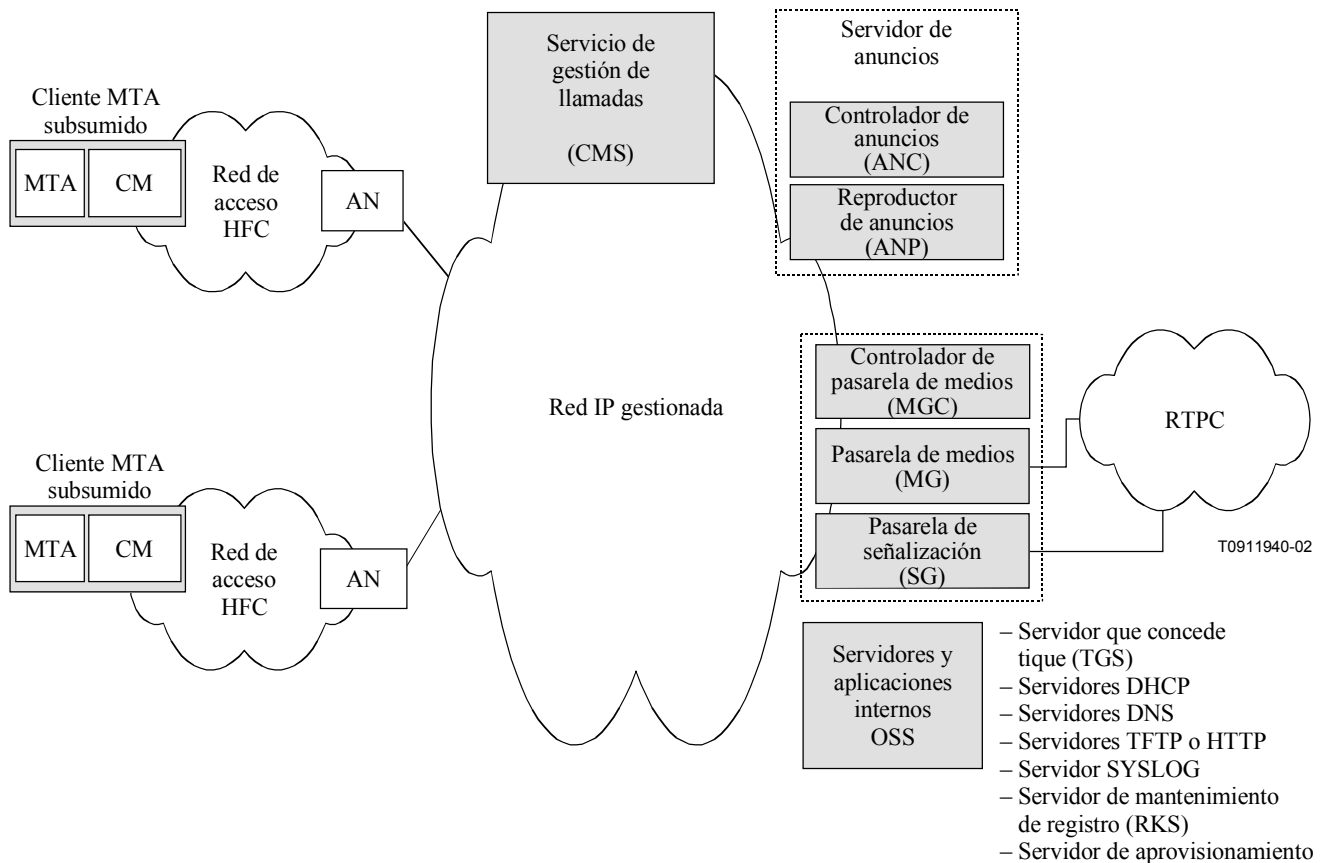 Cliente MTA
subsumido
MTA
CM
Red de
acceso
HFC
AN
Servicio de
gestión de
llamadas
(CMS)
Servidor de
anuncios
Controlador de
anuncios
(ANC)
Reproductor
de anuncios
(ANP)
Red IP gestionada
Controlador de
pasarela de medios
(MGC)
Pasarela de medios
(MG)
Pasarela de
señalización
(SG)
RTPC
T0911940-02
Cliente MTA
subsumido
MTA
CM
Red de
acceso
HFC
AN
Servidores y
aplicaciones
internos
OSS
– Servidor que concede
tique (TGS)
– Servidores DHCP
– Servidores DNS
– Servidores TFTP o HTTP
– Servidor SYSLOG
– Servidor de mantenimiento
de registro (RKS)
– Servidor de aprovisionamiento